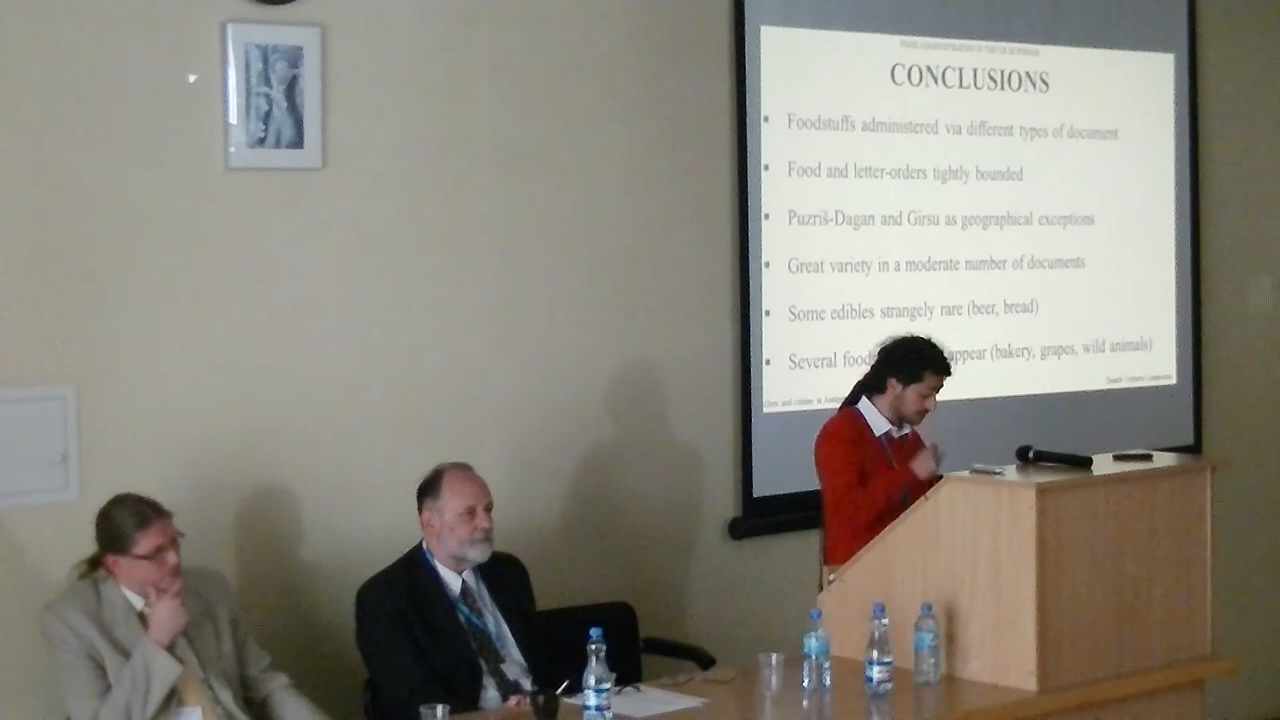 CONCLUSIONS
Foodstuffs administered via different types of document
Food and letter-orders tightly bounded
Puzriš-Dagan and Girsu as geographical exceptions
Great variety in a moderate number of documents
Some edibles strangely rare (beer, bread)
Several appear (bakery, grapes, wild animals)